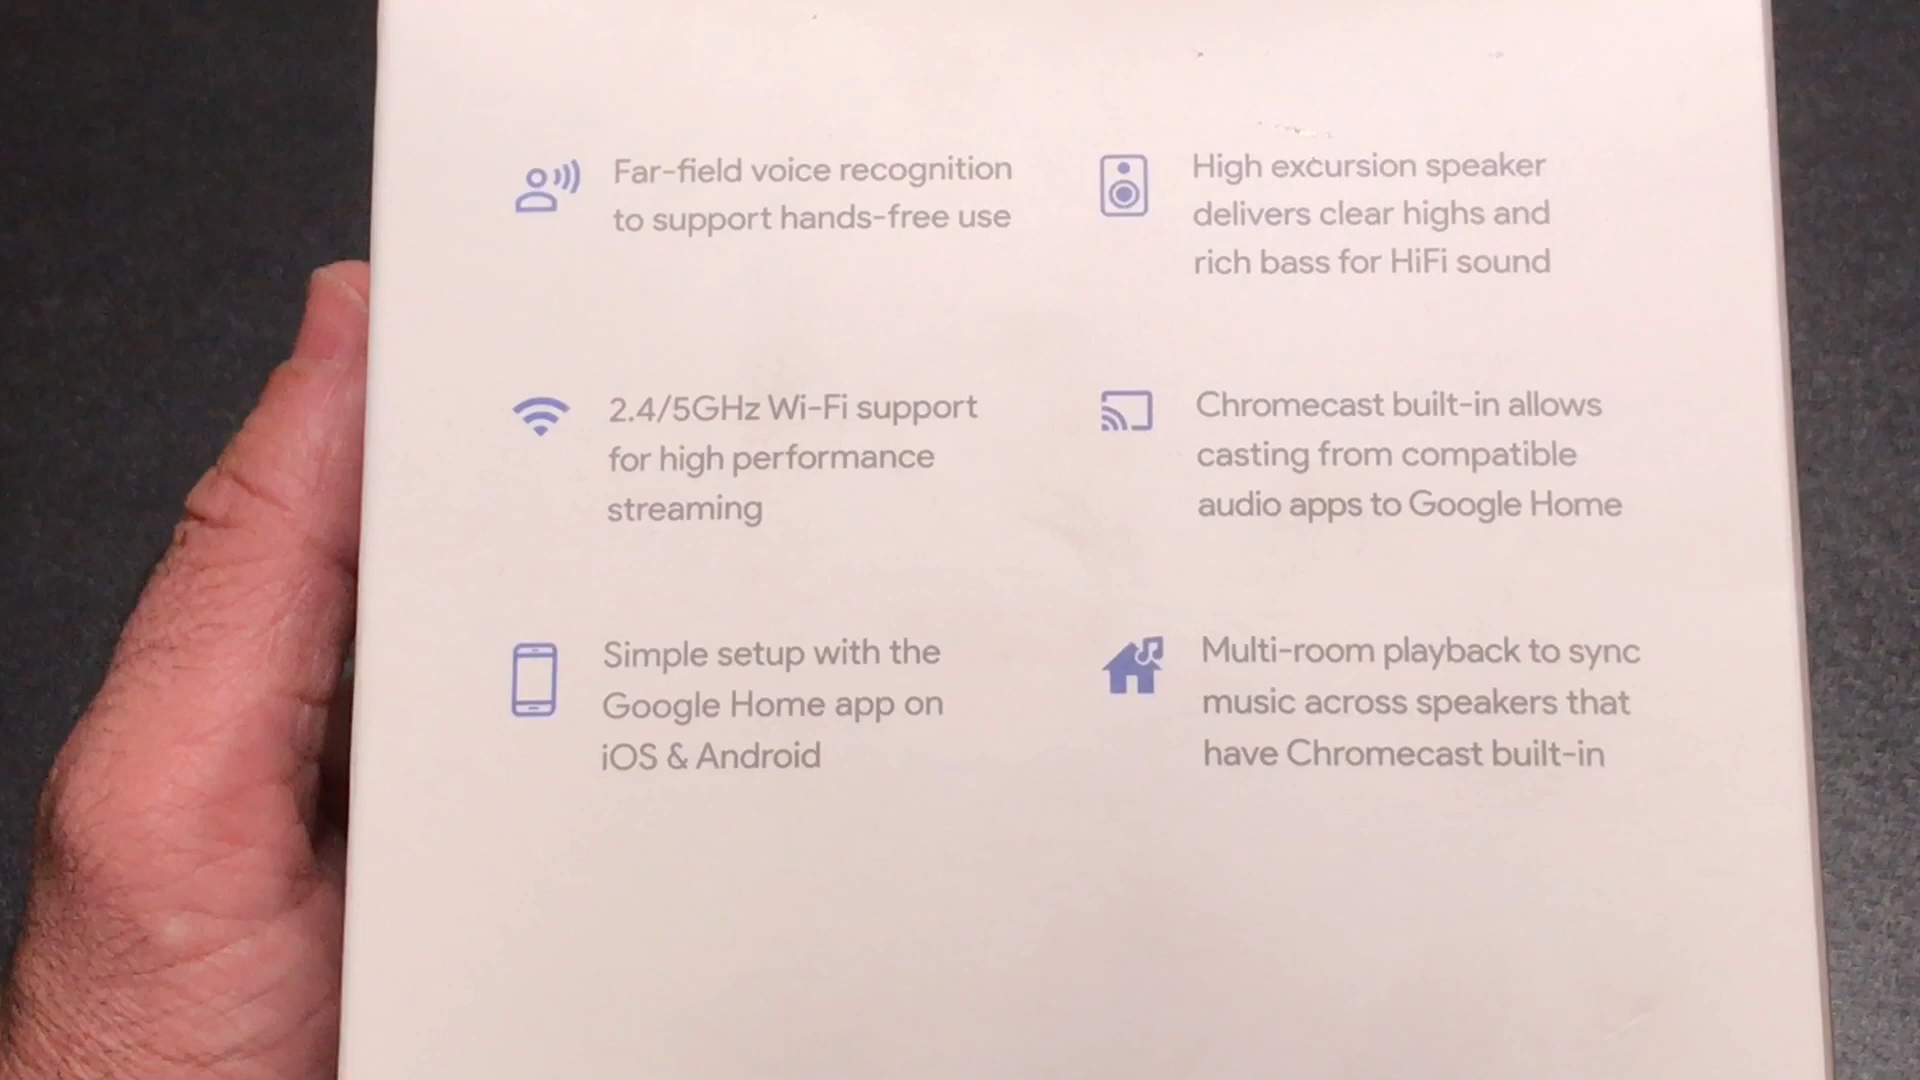 Far-field voice recognition
to support hands-free use
High excursion speaker
delivers clear highs and
rich bass for HiFi sound
2.4/5GHz Wi-Fi support
for high performance
streaming
Chromecast built-in allows
casting from compatible
audio apps to Google Home
Simple setup with the
Google Home app on
iOS & Android
Multi-room playback to sync
music across speakers that
have Chromecast built-in